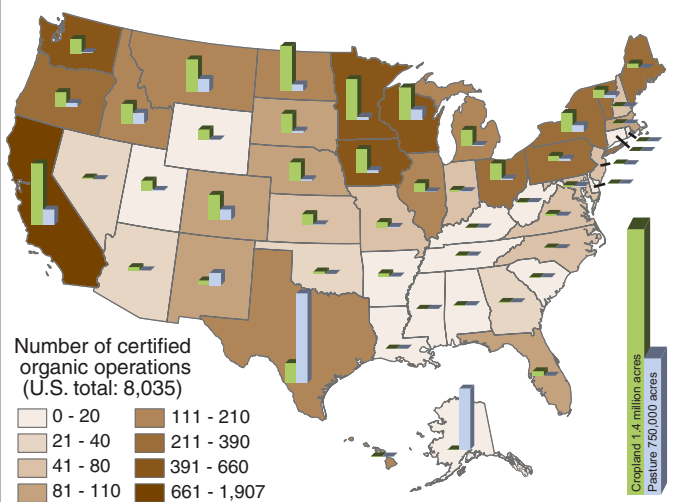 Number of certified
organic operations
(U.S. total: 8,035)
0 - 20
21 - 40
41 - 80
81 - 110
111 - 210
211 - 390
391 - 660
661 - 1,907
Cropland 1.4 million acres
Pasture 750,000 acres